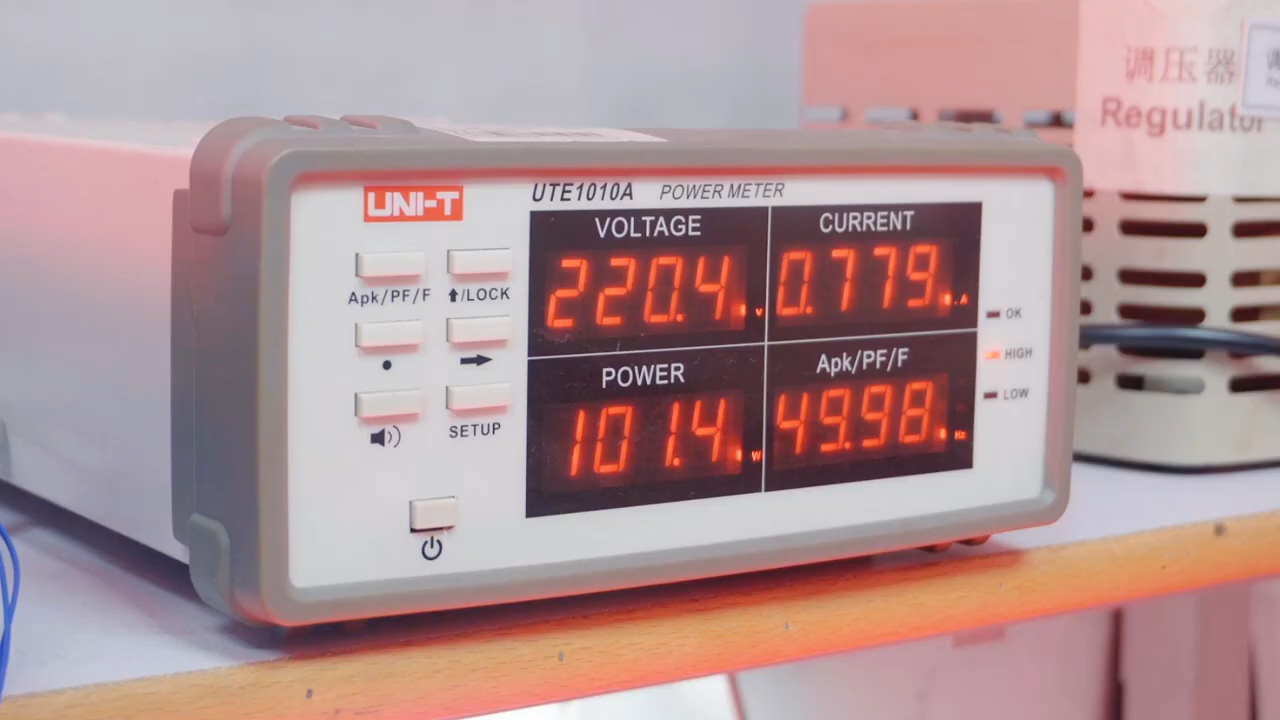 调压器
Regulator
UNI-T
UTE1010A POWER METER
VOLTAGE
CURRENT
220.4 V
0.779 A
Apk/PF/F
⬆/LOCK
OK
HIGH
LOW
POWER
Apk/PF/F
101.4 W
49.98 Hz
SETUP